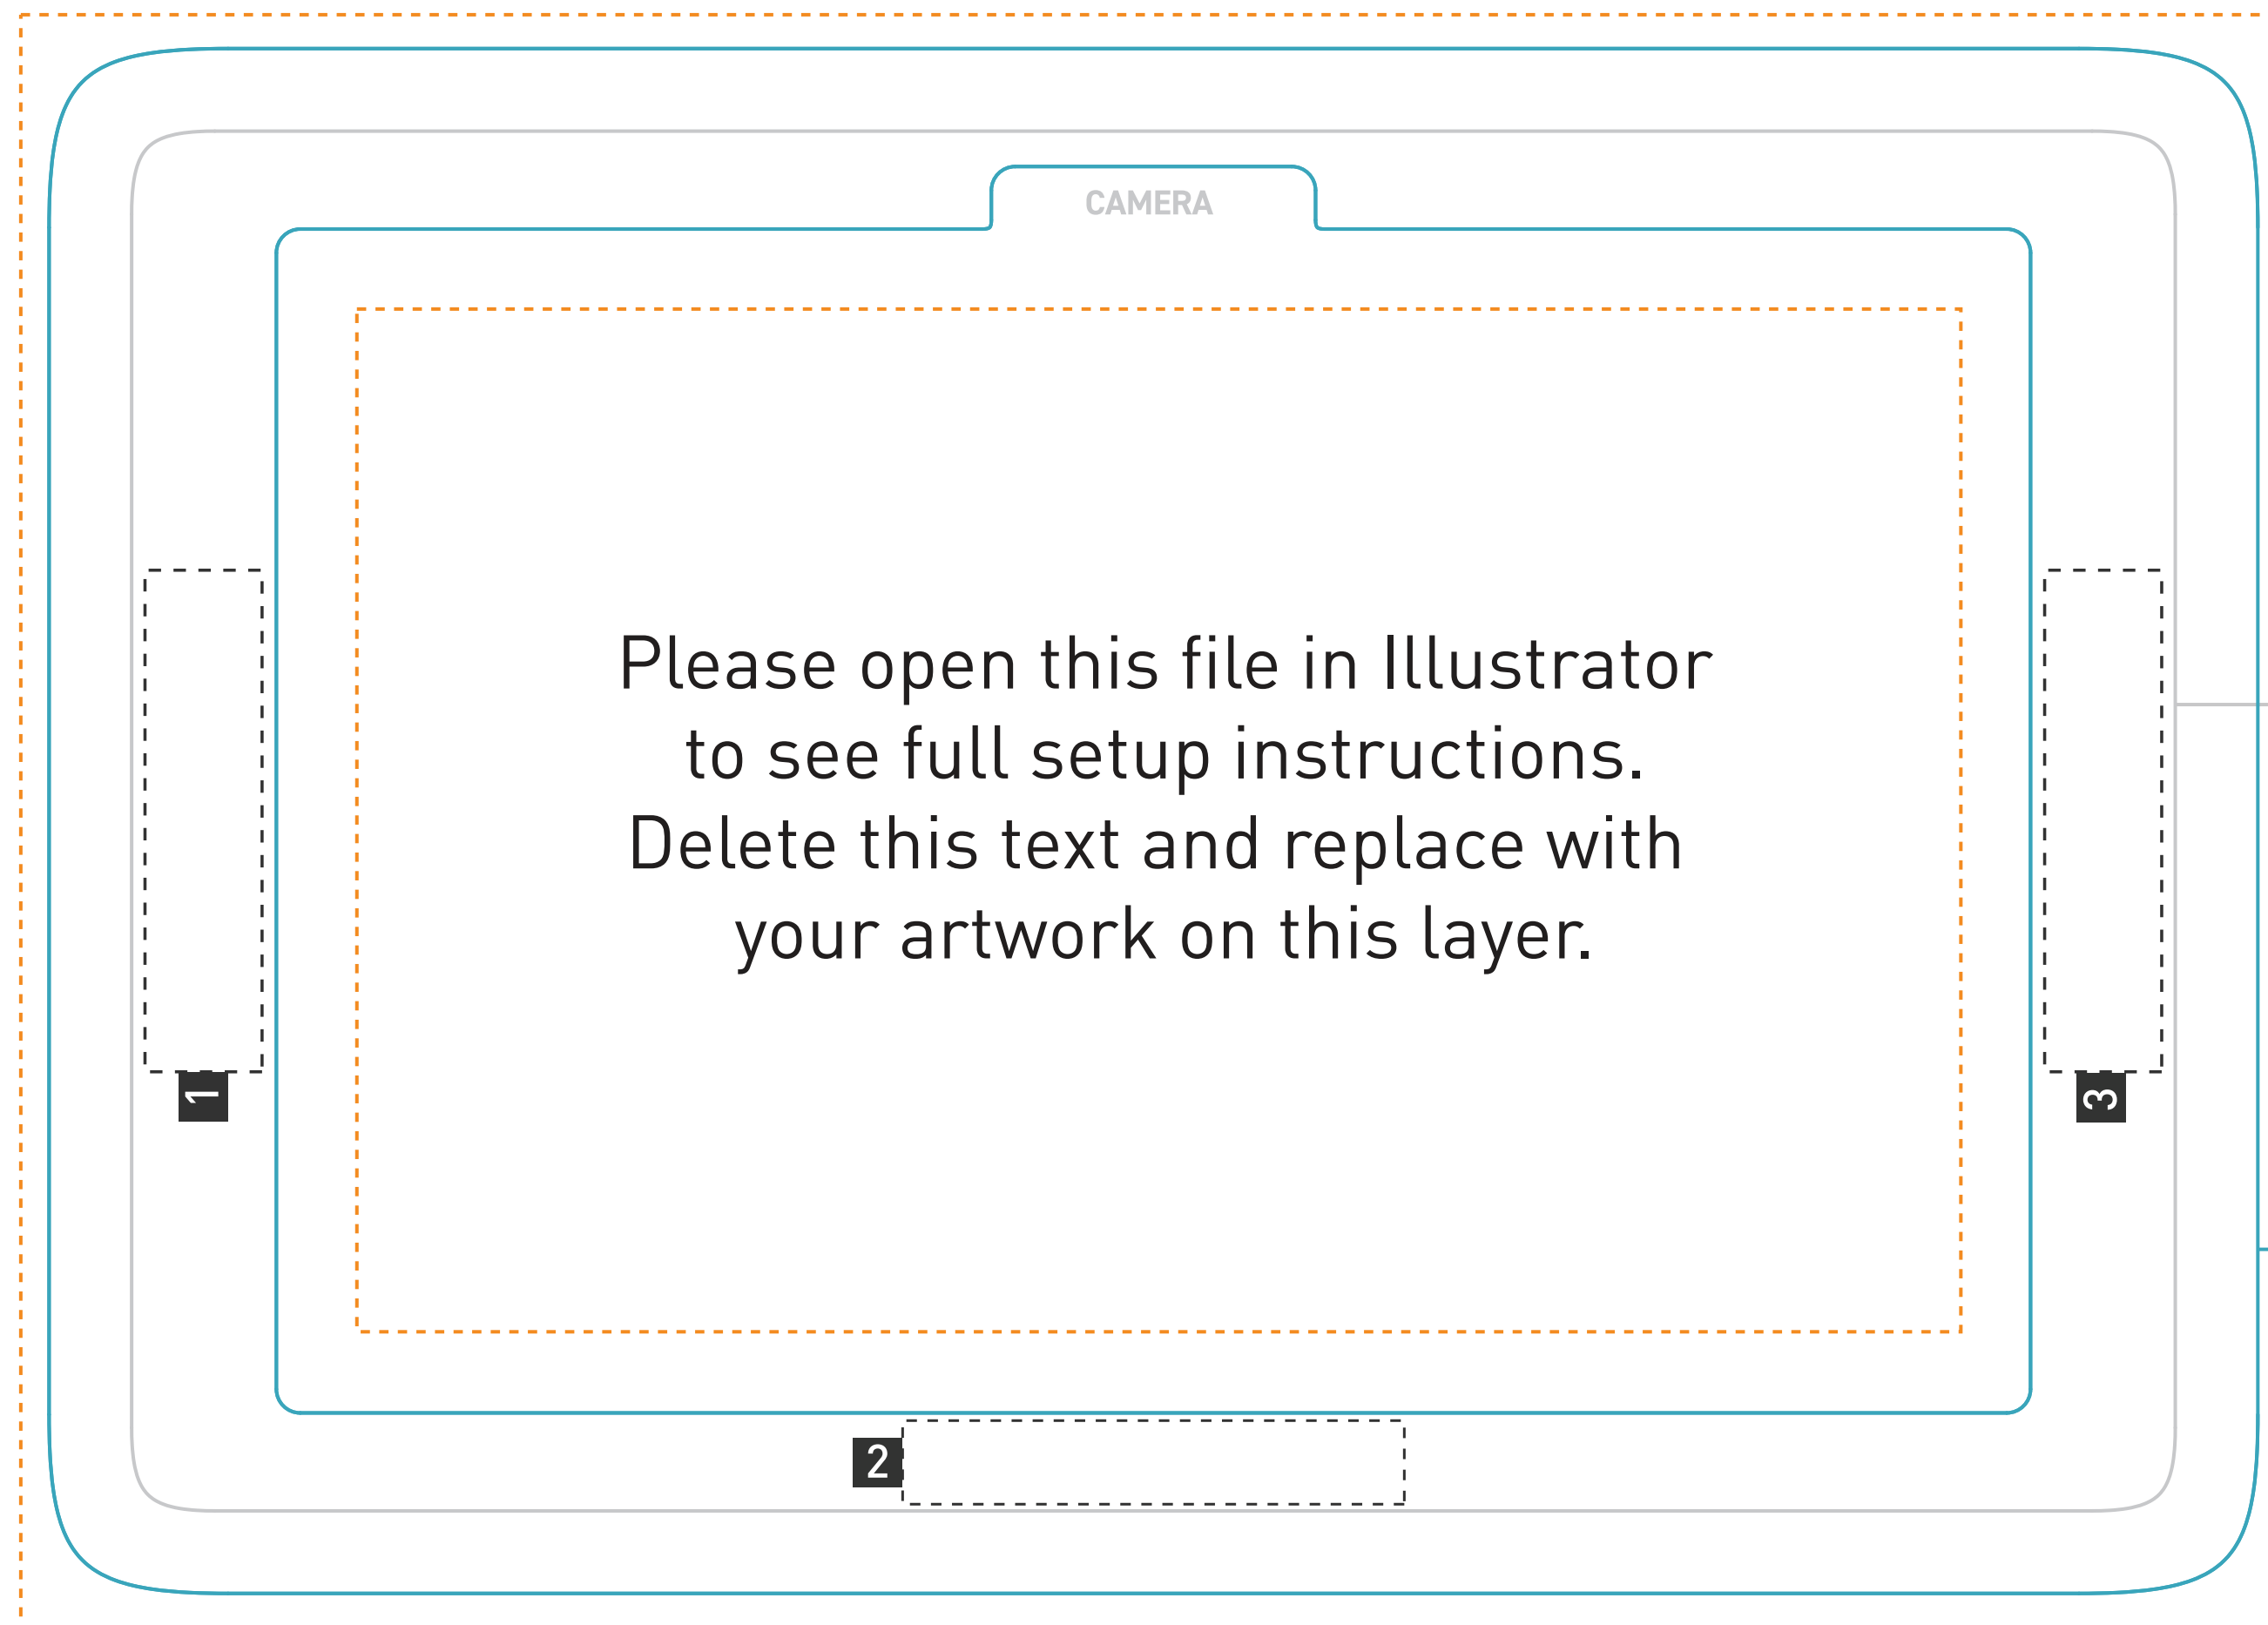 CAMERA
Please open this file in Illustrator
to see full setup instructions.
Delete this text and replace with
your artwork on this layer.
1
3
2